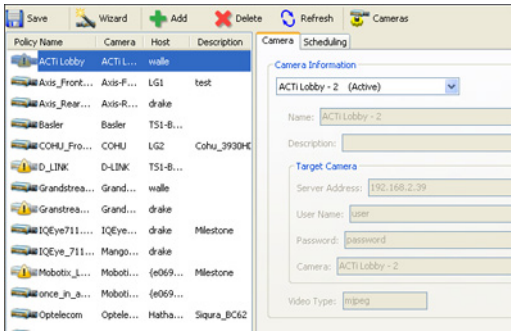 Save Wizard Add Delete Refresh Cameras
Policy Name Camera Host Description
ACTi Lobby ACTi L... walle
Axis_Front... Axis-F... LG1 test
Axis_Rear... Axis-R... drake
Basler Basler TS1-B...
COHU_Fro... COHU LG2 Cohu_3930HD
D_LINK D-LINK TS1-B...
Grandstrea... Grand... walle
Granstrea... Grand... drake
IQEye711.... IQEye... drake Milestone
IQEye_711... Mango... drake
Mobotix_L... Moboti... {e069... Milestone
once_in_a... Moboti... {e069...
Optelecom Optele... Hatha... Siqura_BC62
Camera Scheduling
Camera Information
ACTi Lobby - 2 (Active)
Name: ACTi Lobby - 2
Description:
Target Camera
Server Address: 192.168.2.39
User Name: user
Password: password
Camera: ACTi Lobby - 2
Video Type: mjpeg